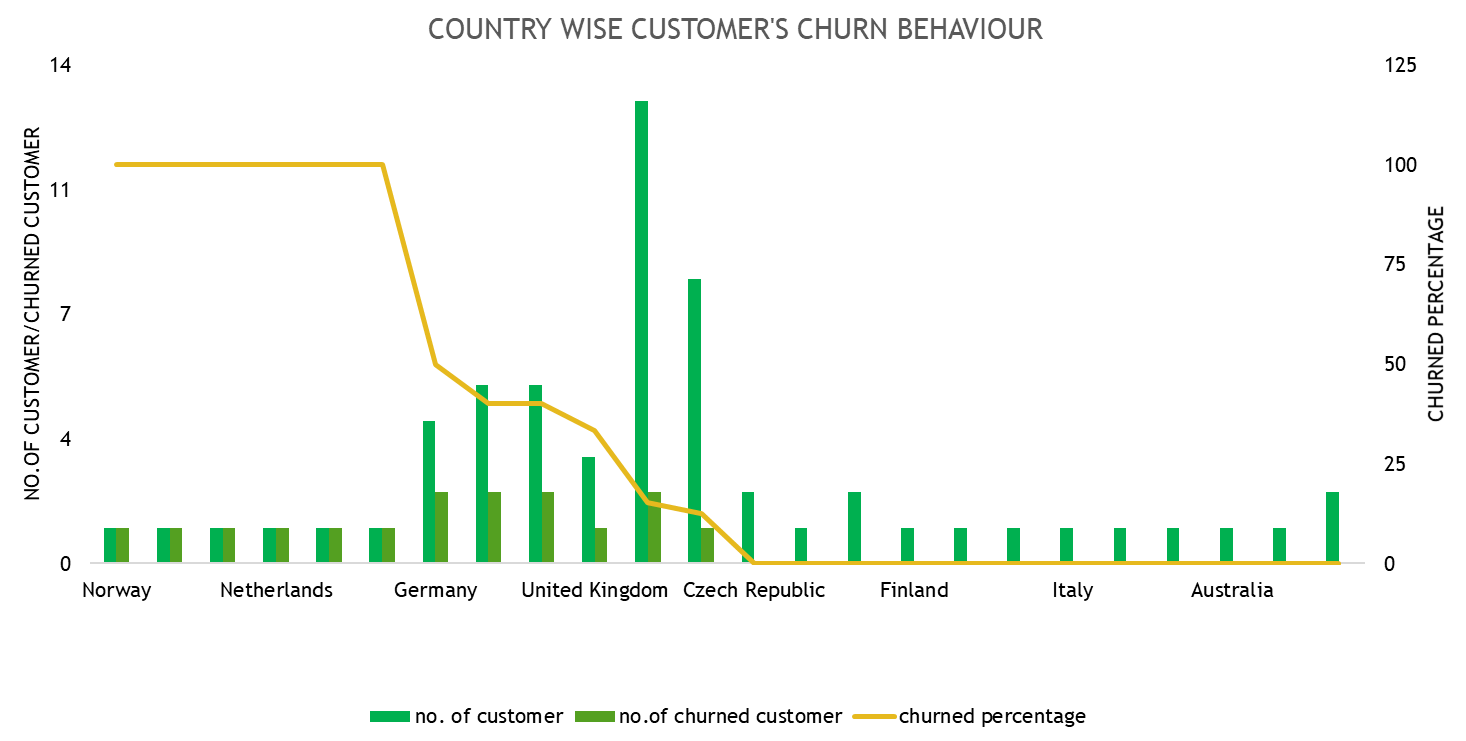 COUNTRY WISE CUSTOMER'S CHURN BEHAVIOUR
14
11
7
4
0
NO.OF CUSTOMER/CHURNED CUSTOMER
125
100
75
50
25
0
CHURNED PERCENTAGE
Norway Netherlands Germany United Kingdom Czech Republic Finland Italy Australia
no. of customer no.of churned customer churned percentage